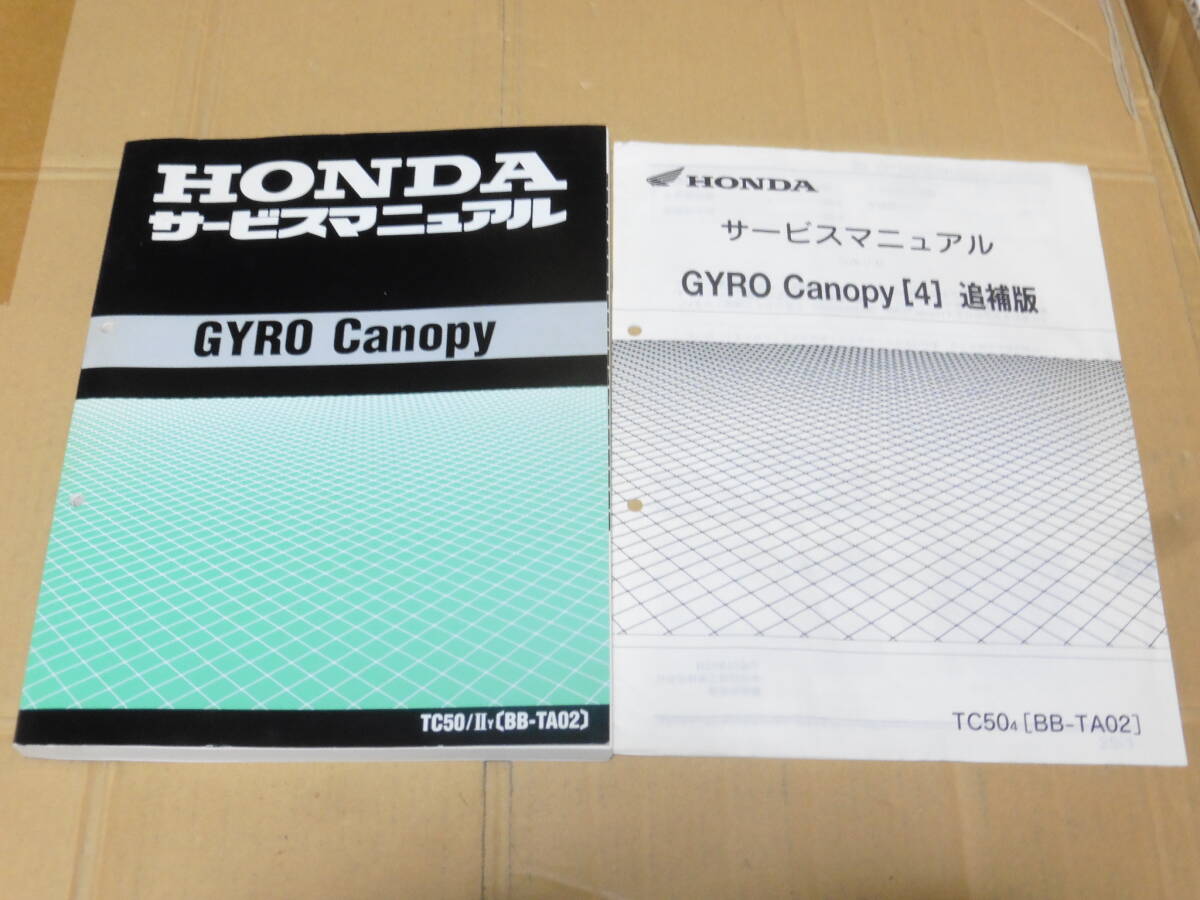 HONDA
サービスマニュアル
GYRO Canopy
TC50/ⅡY(BB-TA02)
HONDA
サービスマニュアル
GYRO Canopy[4] 追補版
TC504[BB-TA02]